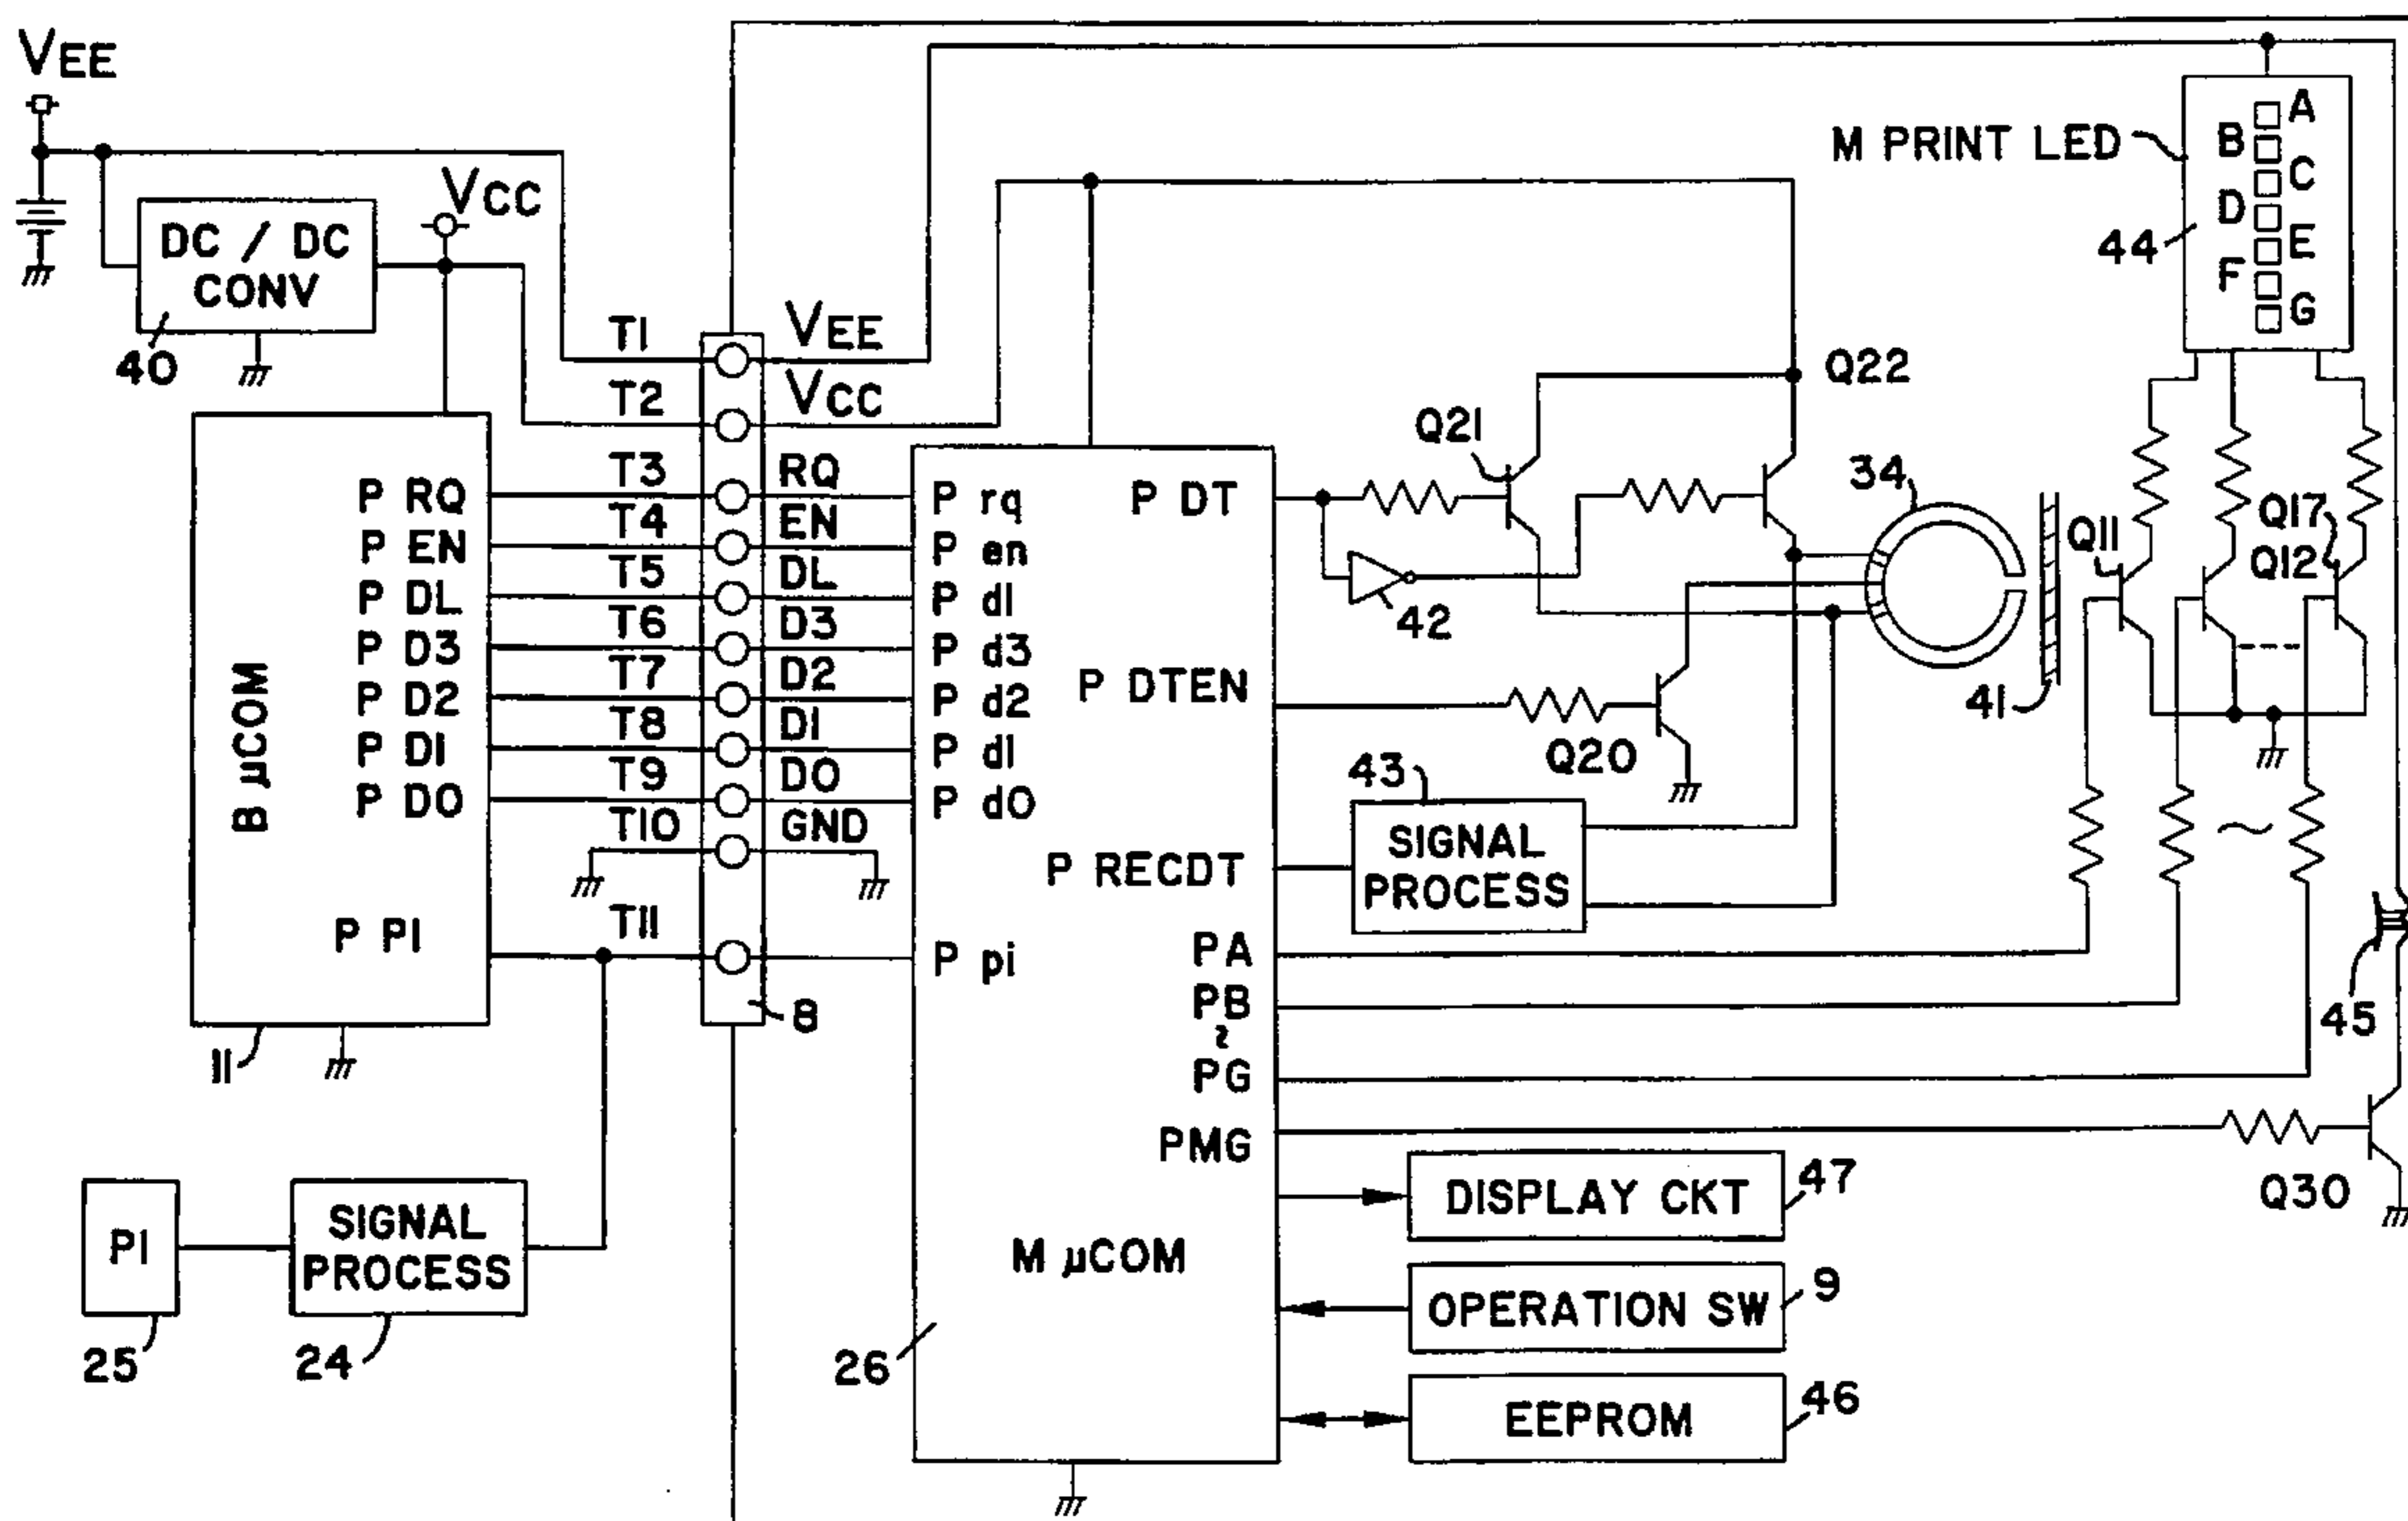 VEE
DC / DC
CONV
40
VCC
T1
VEE
T2
VCC
T3
RQ
T4
EN
T5
DL
T6
D3
T7
D2
T8
D1
T9
D0
T10
GND
T11
8
B µCOM
P RQ
P EN
P DL
P D3
P D2
P D1
P D0
P PI
11
PI
25
SIGNAL
PROCESS
24
P rq
P en
P dl
P d3
P d2
P d1
P d0
P pi
M µCOM
26
P DT
P DTEN
P RECDT
PA
PB
~
PG
PMG
Q21
Q22
42
Q20
34
41
43
SIGNAL
PROCESS
M PRINT LED
44
A
B
C
D
E
F
G
Q11
Q17
Q12
~
45
Q30
DISPLAY CKT
47
OPERATION SW
9
EEPROM
46